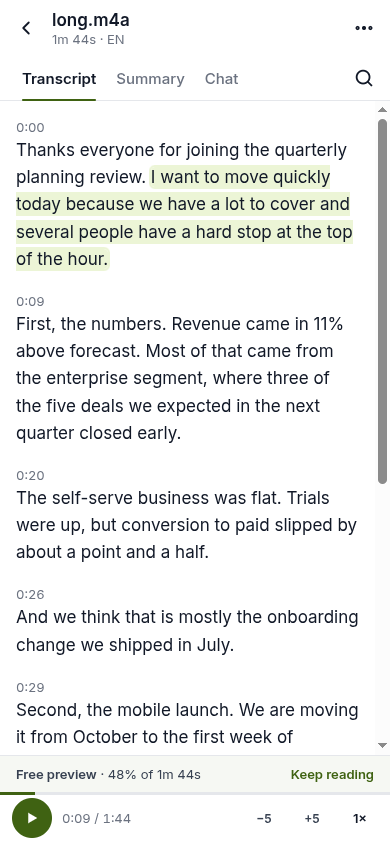 long.m4a
1m 44s · EN
Transcript Summary Chat
0:00
Thanks everyone for joining the quarterly
planning review. I want to move quickly
today because we have a lot to cover and
several people have a hard stop at the top
of the hour.
0:09
First, the numbers. Revenue came in 11%
above forecast. Most of that came from
the enterprise segment, where three of
the five deals we expected in the next
quarter closed early.
0:20
The self-serve business was flat. Trials
were up, but conversion to paid slipped by
about a point and a half.
0:26
And we think that is mostly the onboarding
change we shipped in July.
0:29
Second, the mobile launch. We are moving
it from October to the first week of
Free preview · 48% of 1m 44s Keep reading
0:09 / 1:44 −5 +5 1×